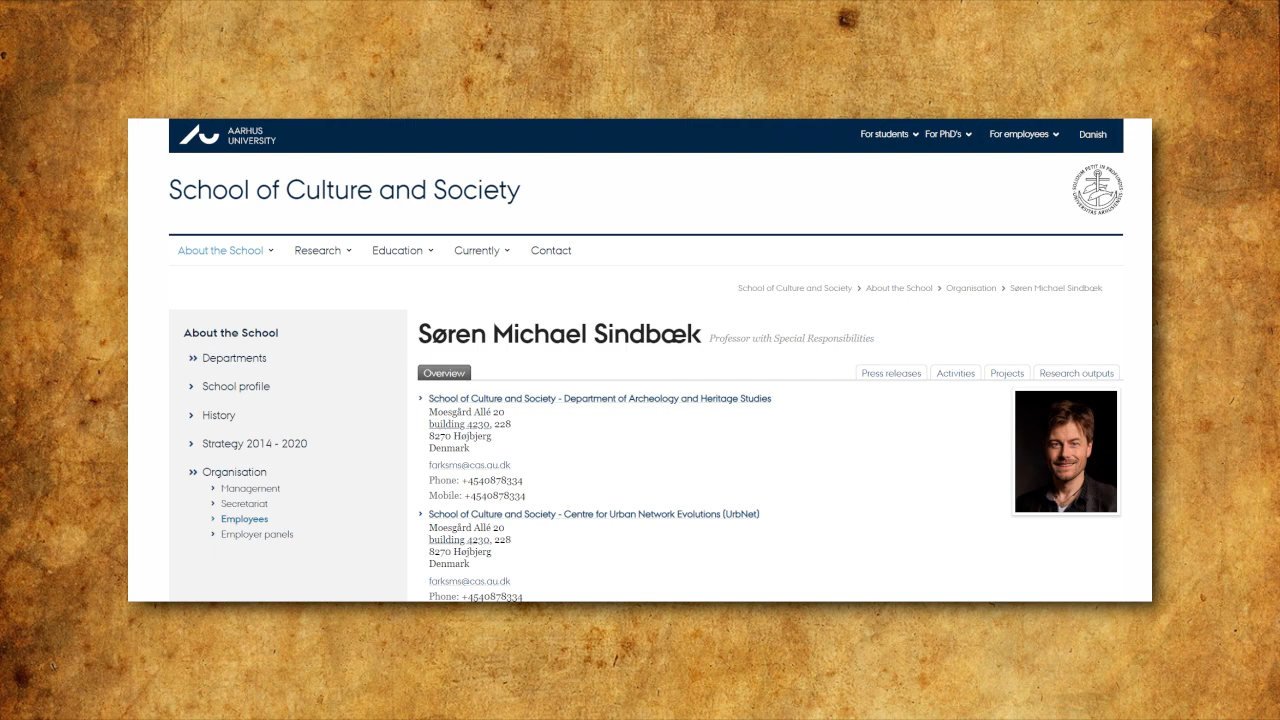 AARHUS
UNIVERSITY
For students
For PhD's
For employees
Danish
School of Culture and Society
SOLIDUM PETIT IN PROFUNDIS
UNIVERSITAS ARHUSIENSIS
About the School
Research
Education
Currently
Contact
School of Culture and Society › About the School › Organisation › Søren Michael Sindbæk
About the School
Departments
School profile
History
Strategy 2014 - 2020
Organisation
Management
Secretariat
Employees
Employer panels
Søren Michael Sindbæk Professor with Special Responsibilities
Overview
Press releases
Activities
Projects
Research outputs
School of Culture and Society - Department of Archeology and Heritage Studies
Moesgård Allé 20
building 4230, 228
8270 Højbjerg
Denmark
farksms@cas.au.dk
Phone: +4540878334
Mobile: +4540878334
School of Culture and Society - Centre for Urban Network Evolutions (UrbNet)
Moesgård Allé 20
building 4230, 228
8270 Højbjerg
Denmark
farksms@cas.au.dk
Phone: +4540878334